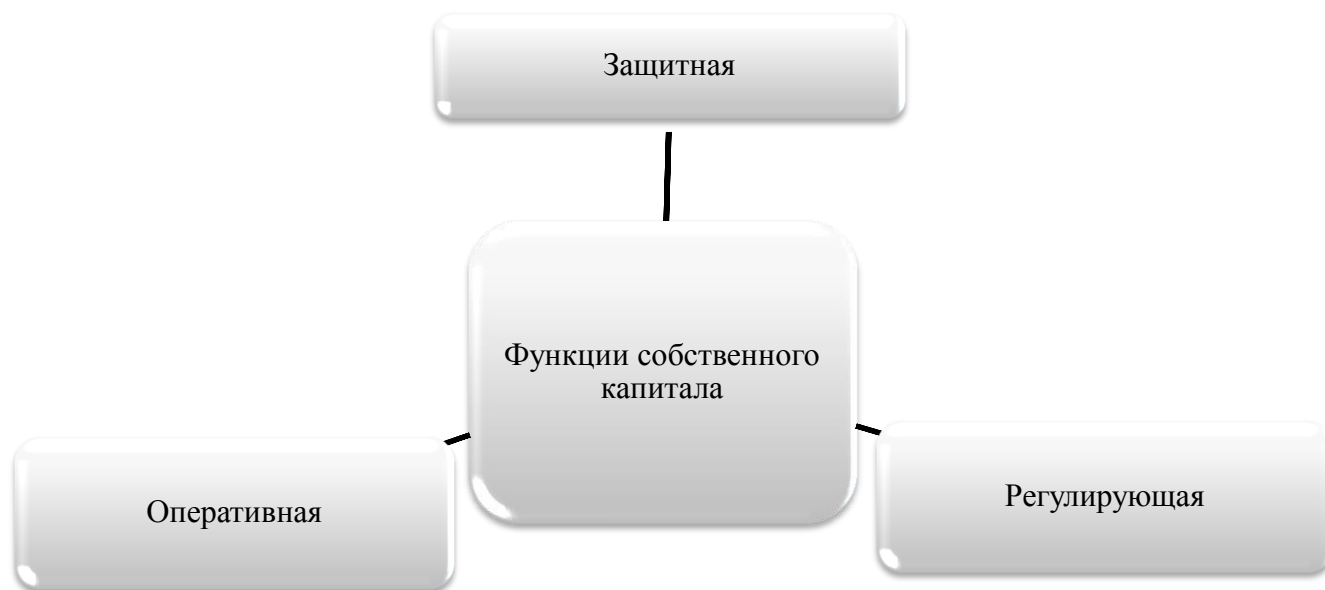 Защитная
Функции собственного
капитала
Оперативная
Регулирующая